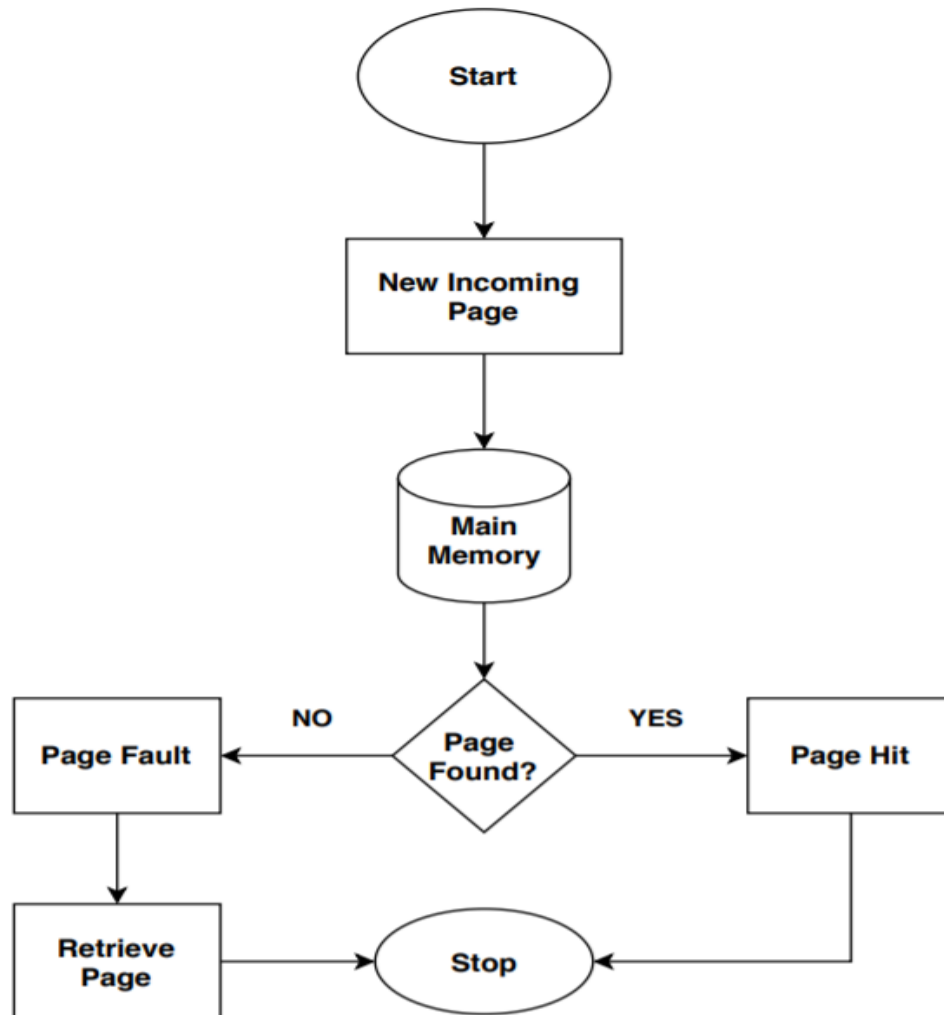 Start
New Incoming
Page
Main
Memory
NO
YES
Page Fault
Page
Found?
Page Hit
Retrieve
Page
Stop